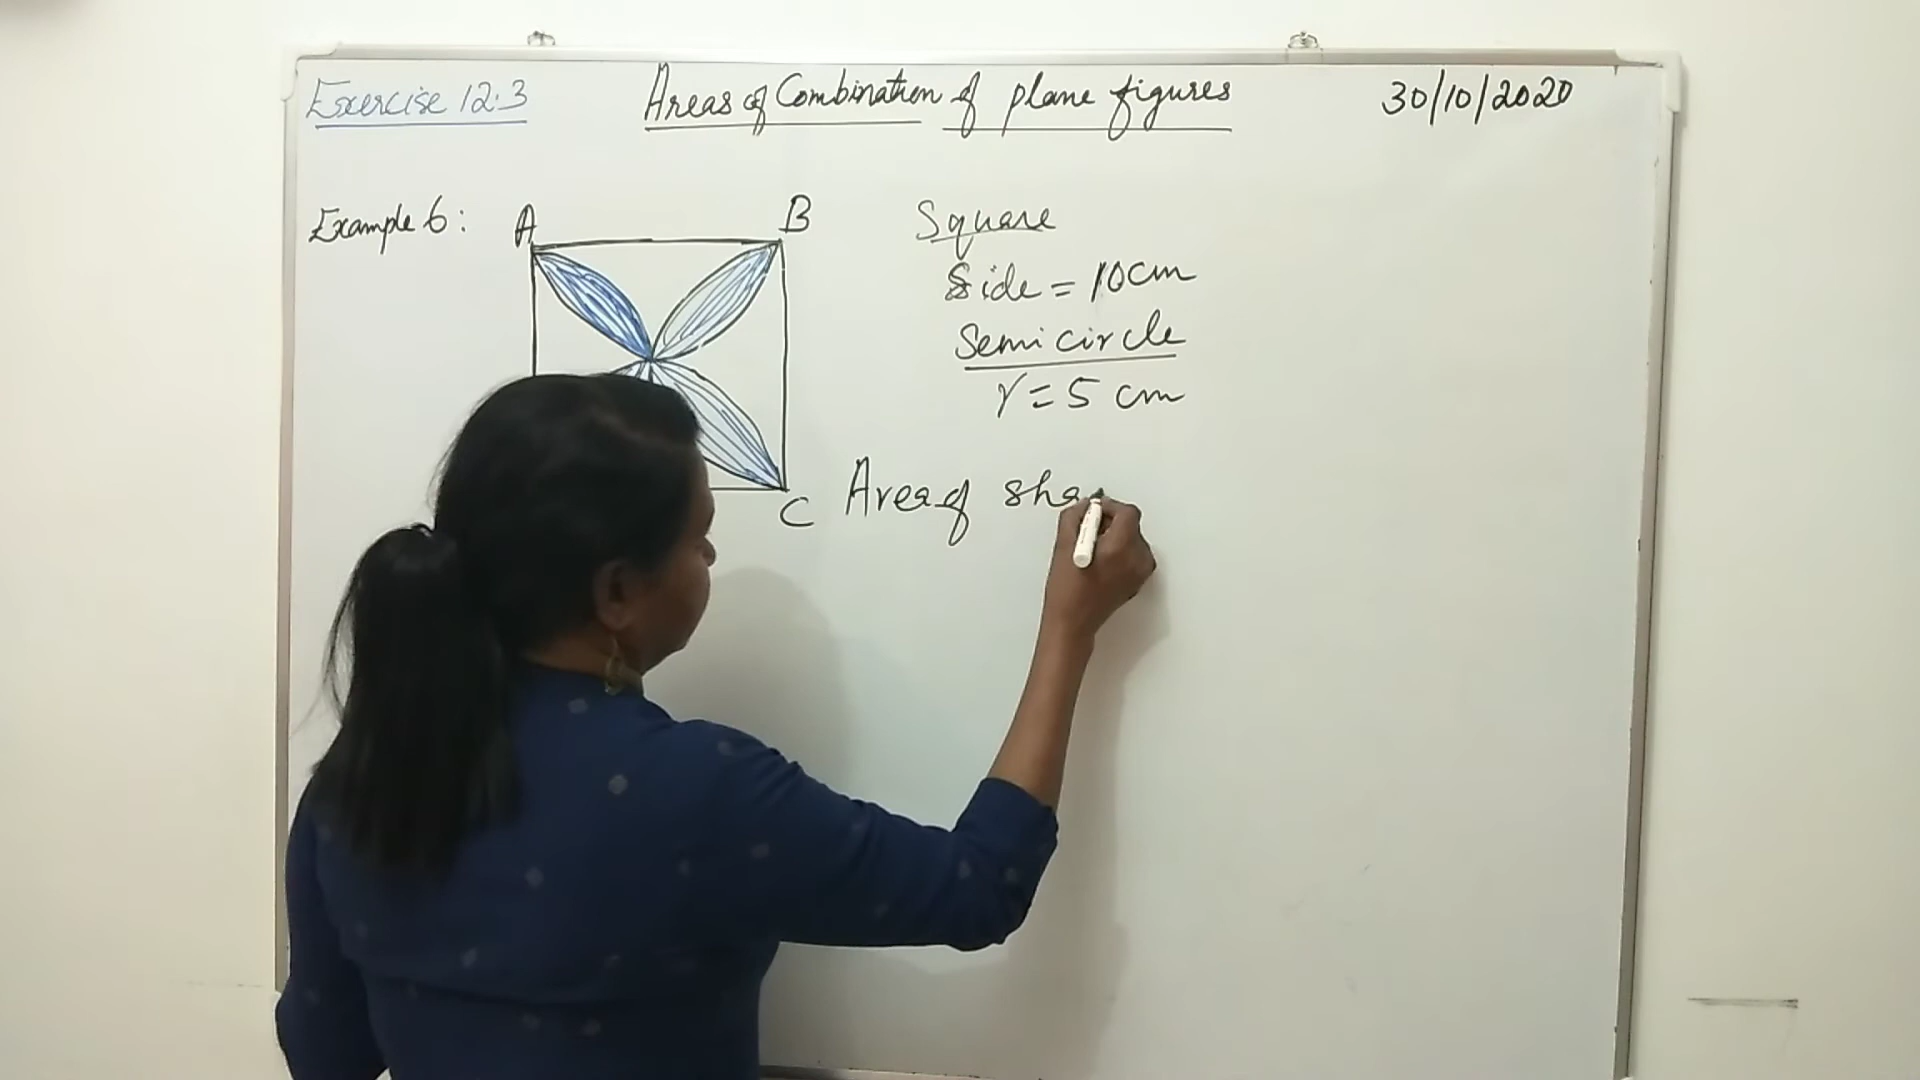 Exercise 12.3 Areas of Combination of plane figures 30/10/2020
Example 6: A B
Square
Side = 10cm
Semicircle
r = 5 cm
C Area of sha